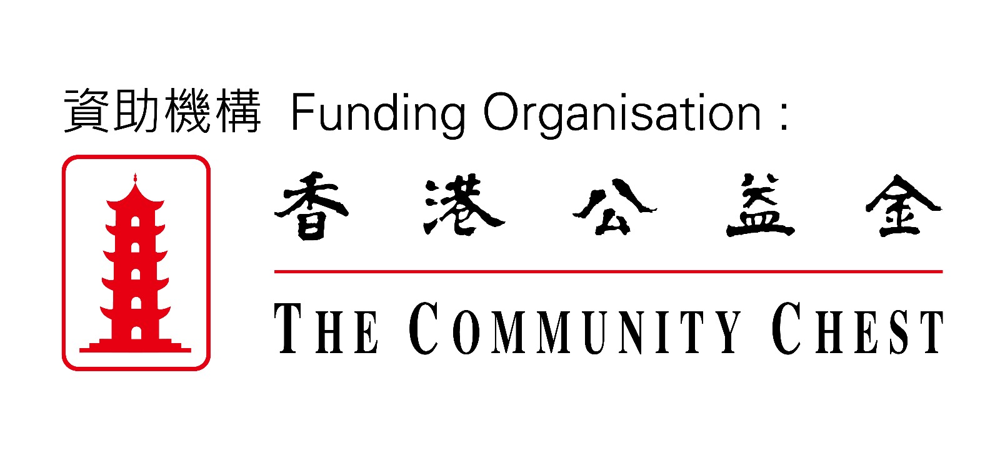 資助機構 Funding Organisation :
香港公益金
THE COMMUNITY CHEST